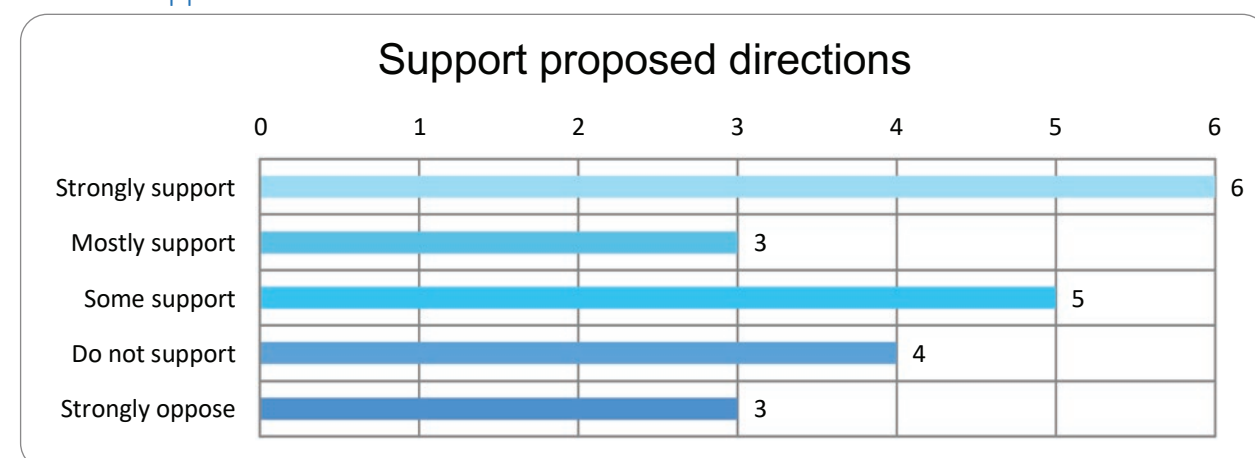 Support proposed directions
0 1 2 3 4 5 6
Strongly support 6
Mostly support 3
Some support 5
Do not support 4
Strongly oppose 3